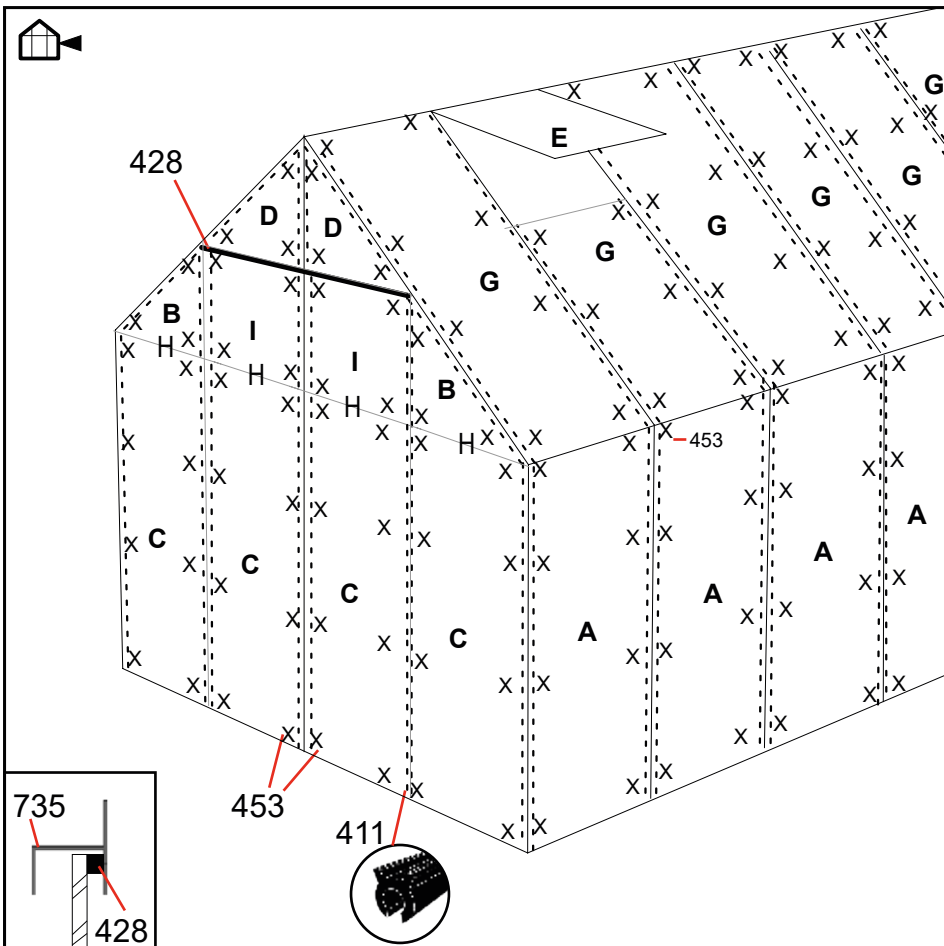 X X X X X X X
G
X X X X X X
E
428
X X X X X X X
D D G
X X X X X X X
G G
X X X X X X X
G G
X X X X X X
B I G
X X X X X X
H I
X X X X X X
H B
X X X X X X
H
X X X X X X
H 453
X X X X X X
A
X X X X X X
C C A
X X X X X X
C A
X X X X X X
C A
X X X X X X
X X X X X X
453
735
411
428